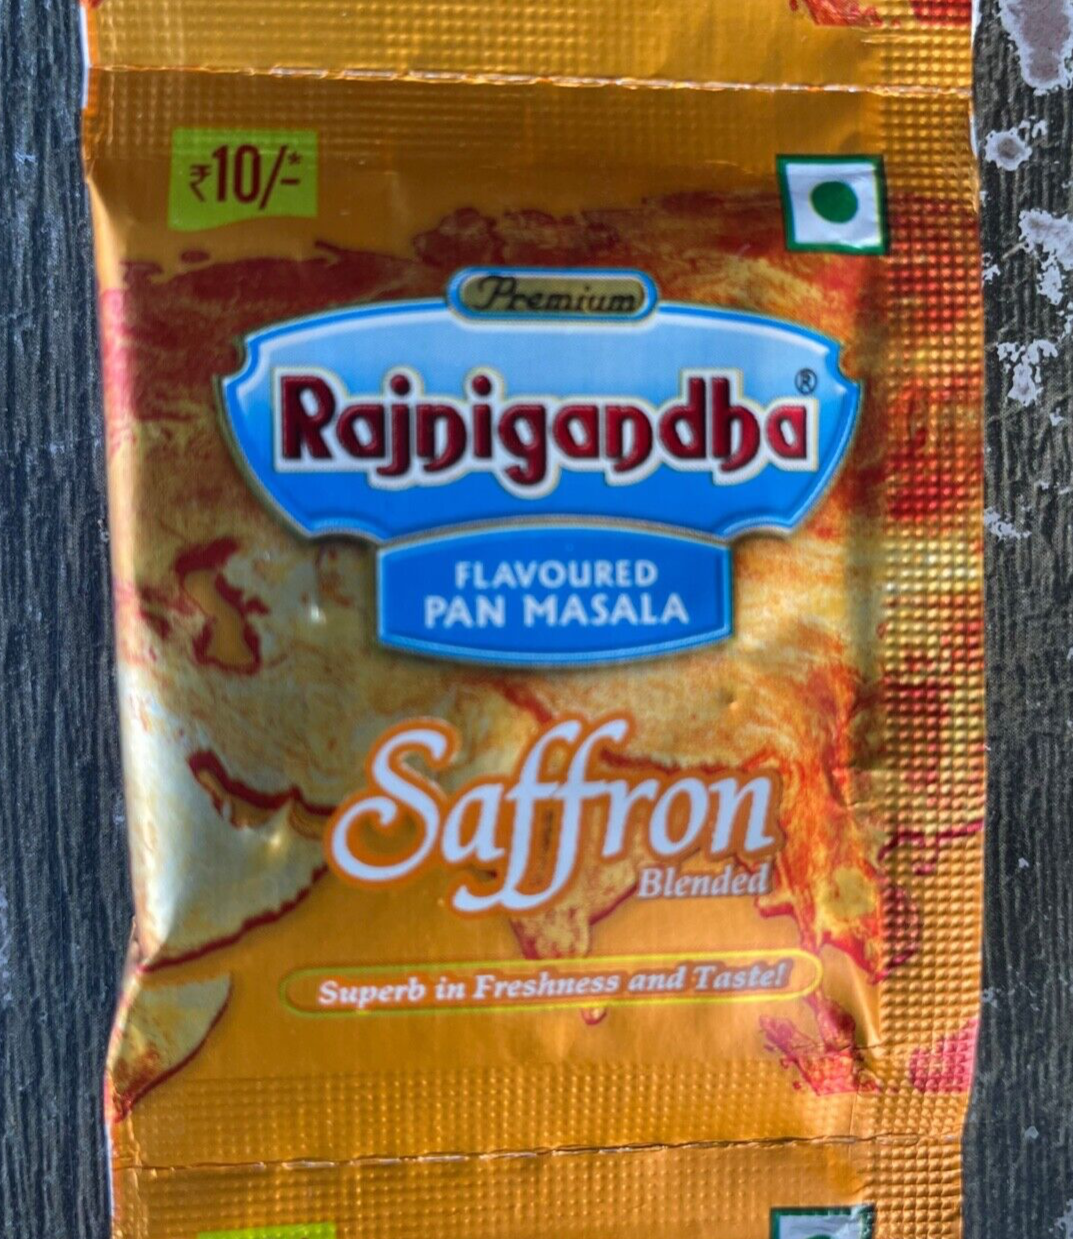 ₹10/-*
Premium
Rajnigandha®
FLAVOURED
PAN MASALA
Saffron
Blended
Superb in Freshness and Taste!